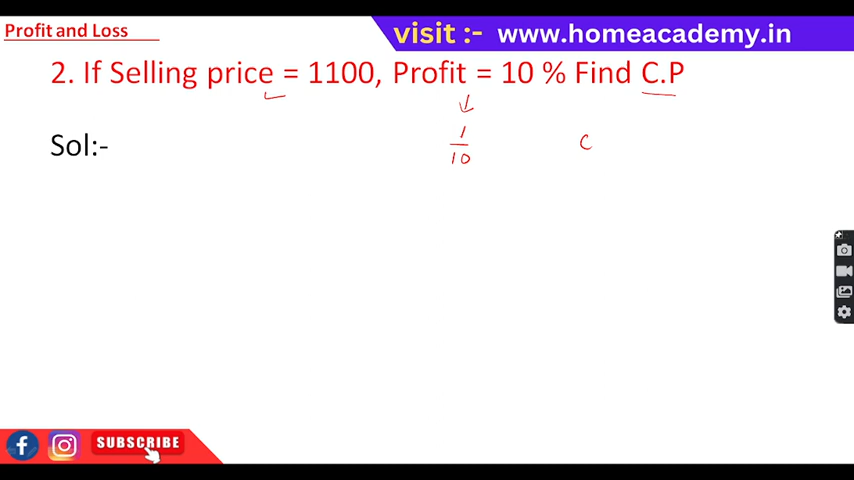 Profit and Loss
visit :- www.homeacademy.in
2. If Selling price = 1100, Profit = 10 % Find C.P
Sol:-
1
10
C
SUBSCRIBE